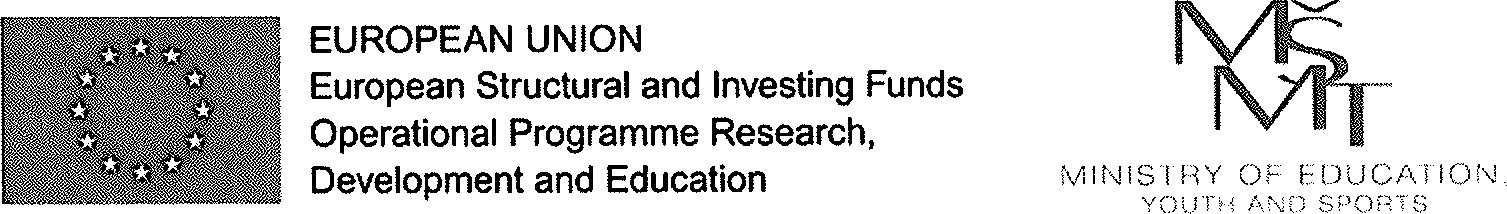 EUROPEAN UNION
European Structural and Investing Funds
Operational Programme Research,
Development and Education
MŠMT
MINISTRY OF EDUCATION,
YOUTH AND SPORTS